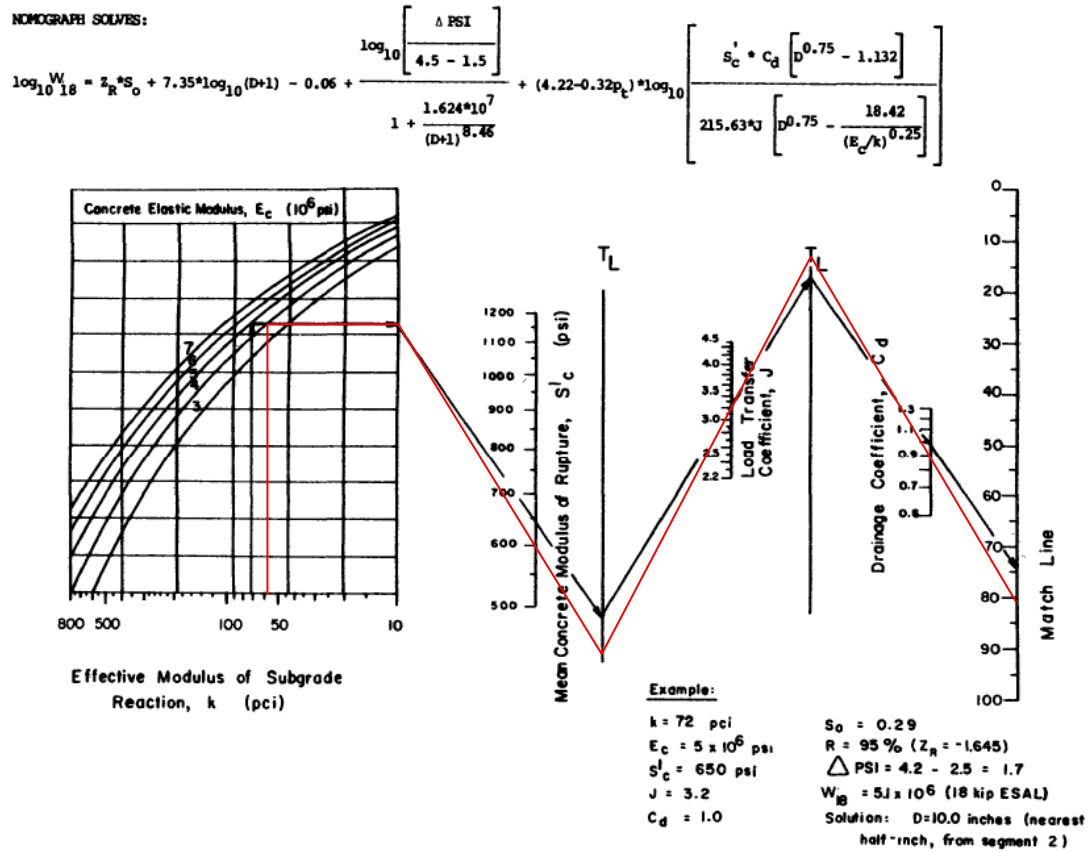 NOMOGRAPH SOLVES:
log10 W18 = ZR*So + 7.35*log10(D+1) - 0.06 + log10[Δ PSI / (4.5 - 1.5)] / (1 + 1.624*10^7 / (D+1)^8.46) + (4.22-0.32pt)*log10[S'c * Cd [D^0.75 - 1.132] / (215.63*J [D^0.75 - 18.42 / (Ec/k)^0.25])]
Concrete Elastic Modulus, Ec (10^6 psi)
7
6
5
4
3
800 500 100 50 10
Effective Modulus of Subgrade
Reaction, k (pci)
Mean Concrete Modulus of Rupture, S'c (psi)
1200
1100
1000
900
800
700
600
500
TL
Load Transfer
Coefficient, J
4.5
4.0
3.5
3.0
2.5
2.2
TL
Drainage Coefficient, Cd
1.3
1.1
0.9
0.7
0.6
Match Line
0
10
20
30
40
50
60
70
80
90
100
Example:
k = 72 pci
Ec = 5 x 10^6 psi
S'c = 650 psi
J = 3.2
Cd = 1.0
So = 0.29
R = 95 % (ZR = -1.645)
Δ PSI = 4.2 - 2.5 = 1.7
W18 = 5.1 x 10^6 (18 kip ESAL)
Solution: D=10.0 inches (nearest
half-inch, from segment 2)